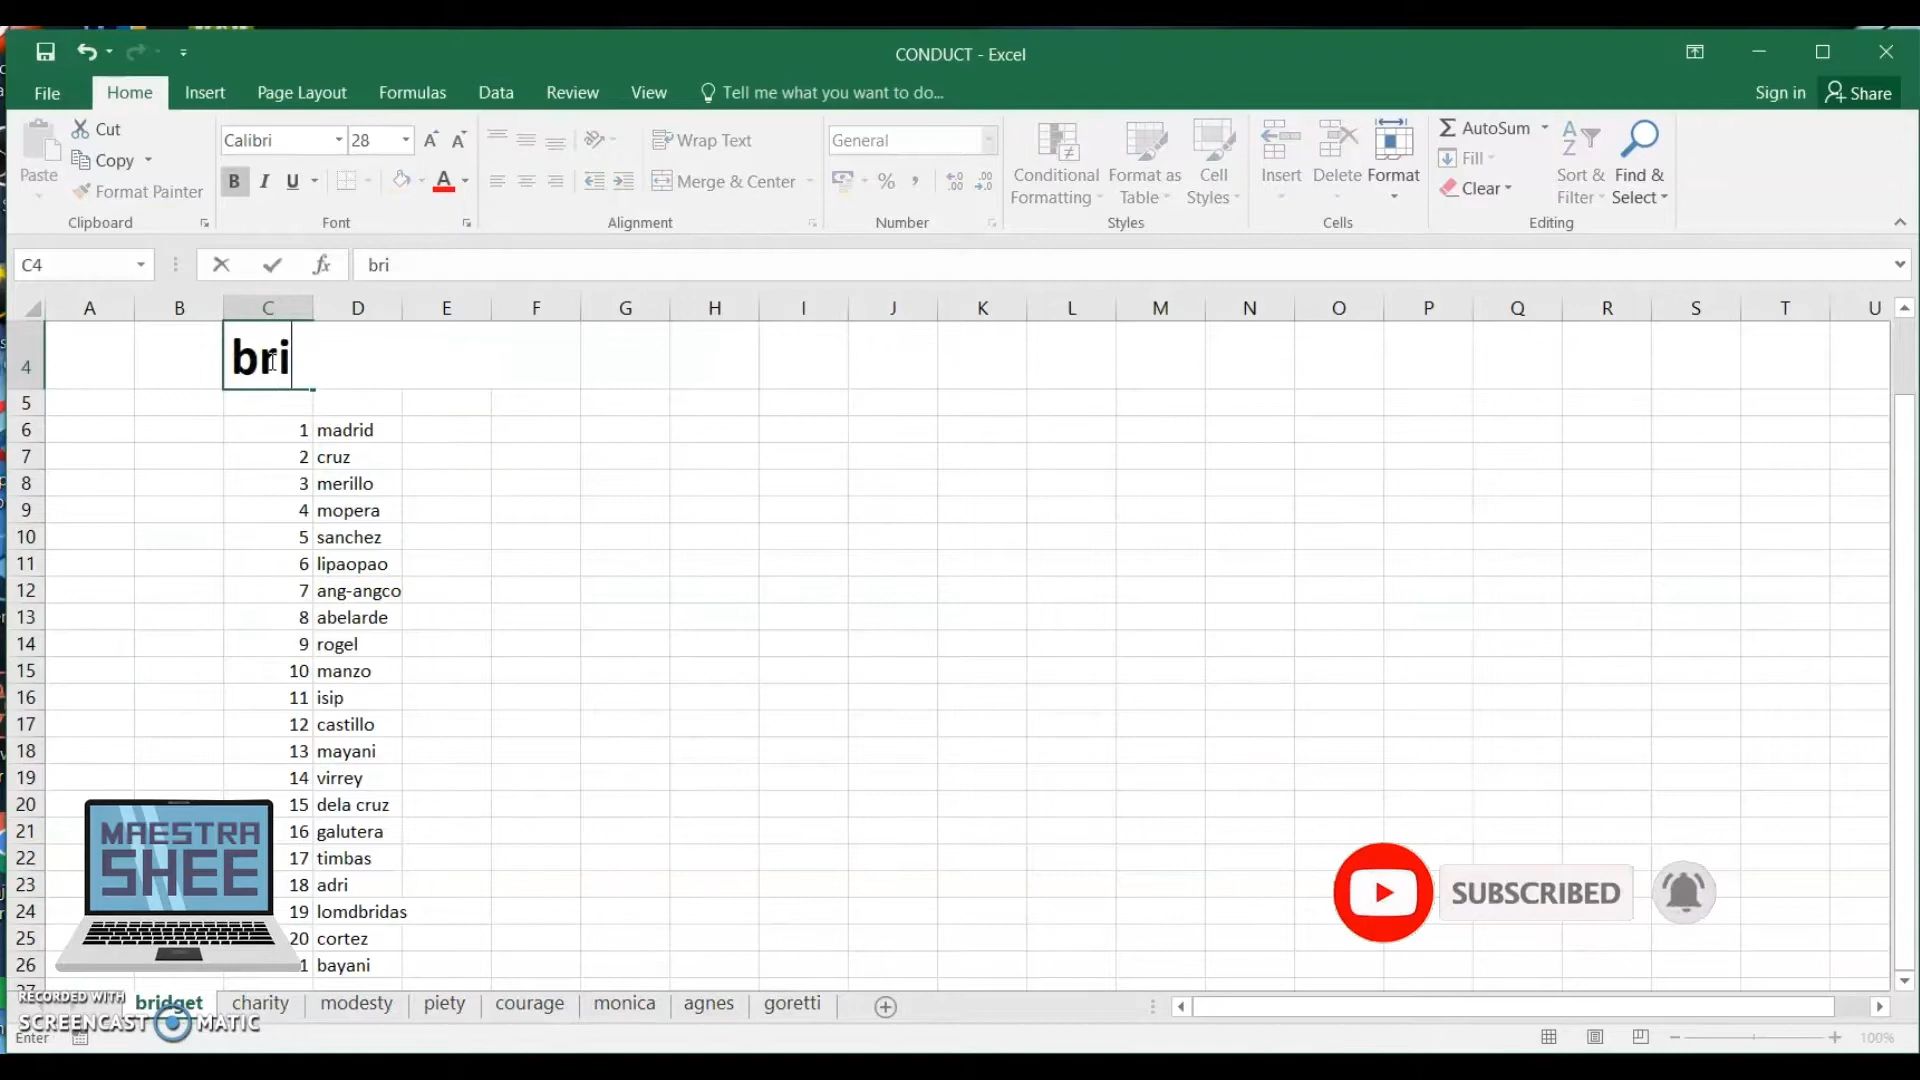 CONDUCT - Excel
File Home Insert Page Layout Formulas Data Review View Tell me what you want to do... Sign in Share
Cut
Copy
Format Painter
Paste
Clipboard
Calibri 28
B I U
Font
Wrap Text
Merge & Center
Alignment
General
Number
Conditional Formatting
Format as Table
Cell Styles
Styles
Insert Delete Format
Cells
AutoSum
Fill
Clear
Sort & Filter
Find & Select
Editing
C4 bri
A B C D E F G H I J K L M N O P Q R S T U
4 bri
5
6 1 madrid
7 2 cruz
8 3 merillo
9 4 mopera
10 5 sanchez
11 6 lipaopao
12 7 ang-angco
13 8 abelarde
14 9 rogel
15 10 manzo
16 11 isip
17 12 castillo
18 13 mayani
19 14 virrey
20 15 dela cruz
21 16 galutera
22 17 timbas
23 18 adri
24 19 lomdbridas
25 20 cortez
26 1 bayani
MAESTRA
SHEE
SUBSCRIBED
RECORDED WITH
SCREENCAST MATIC
bridget charity modesty piety courage monica agnes goretti
Enter
100%